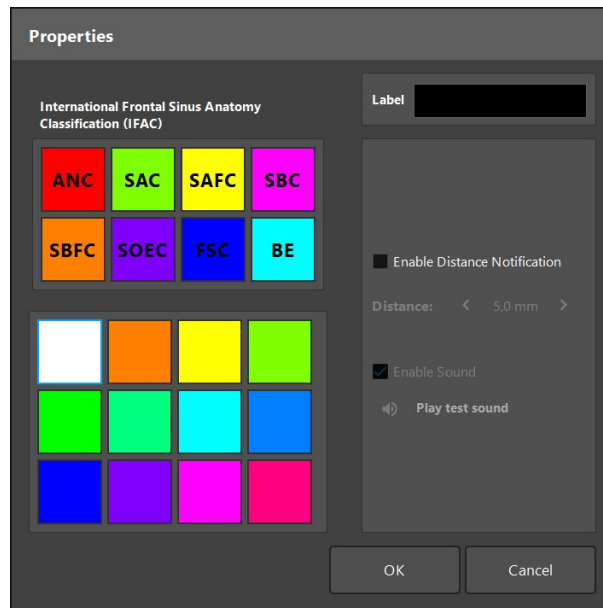 Properties
International Frontal Sinus Anatomy
Classification (IFAC)
ANC SAC SAFC SBC
SBFC SOEC FSC BE
Label
Enable Distance Notification
Distance: < 5,0 mm >
Enable Sound
Play test sound
OK Cancel